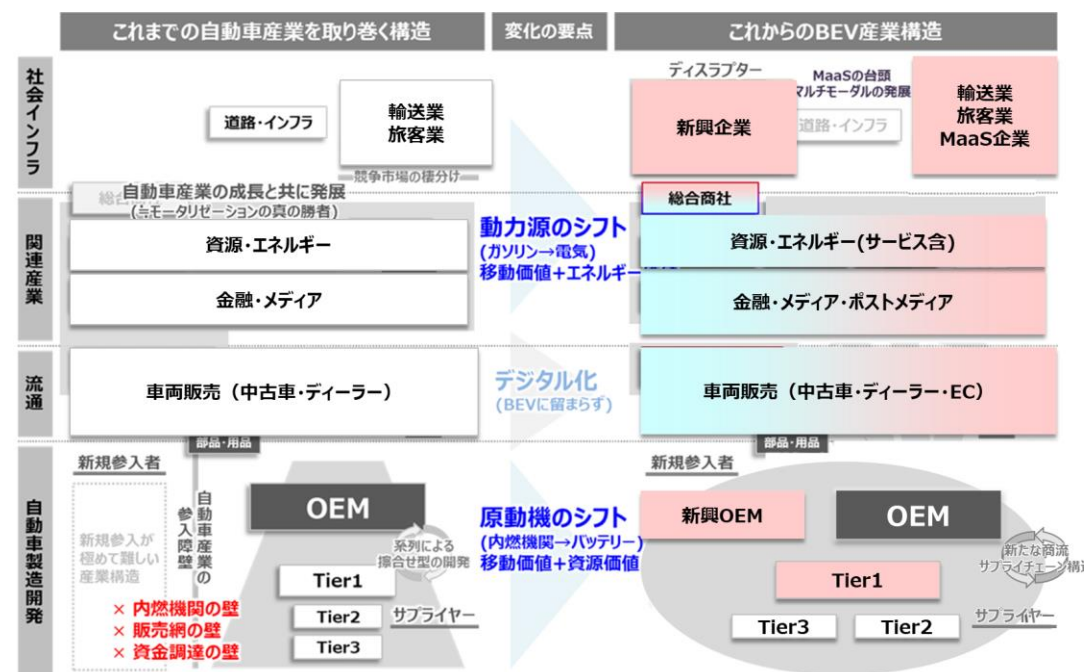 これまでの自動車産業を取り巻く構造
変化の要点
これからのBEV産業構造
社会インフラ
道路・インフラ
輸送業
旅客業
競争市場の棲分け
ディスラプター
新興企業
MaaSの台頭
マルチモーダルの発展
道路・インフラ
輸送業
旅客業
MaaS企業
関連産業
自動車産業の成長と共に発展
(≒モータリゼーションの真の勝者)
資源・エネルギー
金融・メディア
動力源のシフト
(ガソリン→電気)
移動価値+エネルギー
総合商社
資源・エネルギー(サービス含)
金融・メディア・ポストメディア
流通
車両販売（中古車・ディーラー）
デジタル化
(BEVに留まらず)
車両販売（中古車・ディーラー・EC）
自動車製造開発
部品・用品
新規参入者
新規参入が
極めて難しい
産業構造
自動車産業の
参入障壁
× 内燃機関の壁
× 販売網の壁
× 資金調達の壁
OEM
系列による
擦合せ型の開発
Tier1
Tier2
Tier3
サプライヤー
原動機のシフト
(内燃機関→バッテリー)
移動価値+資源価値
部品・用品
新規参入者
新興OEM
OEM
新たな商流
サプライチェーン構造
Tier1
Tier3
Tier2
サプライヤー